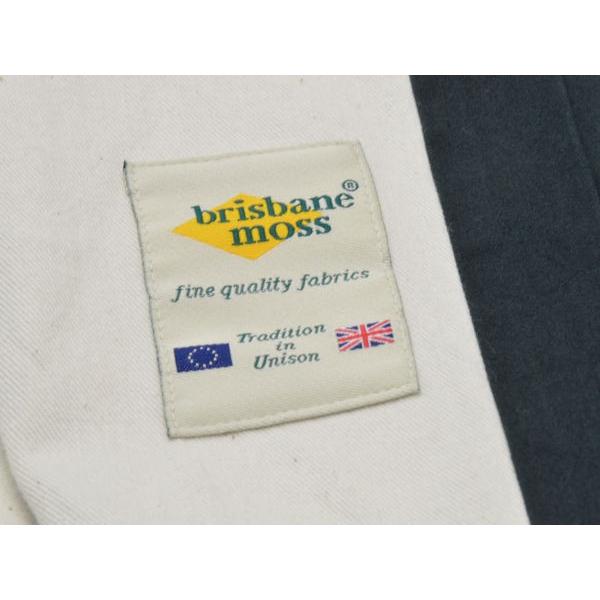 brisbane®
moss
fine quality fabrics
Tradition
in
Unison